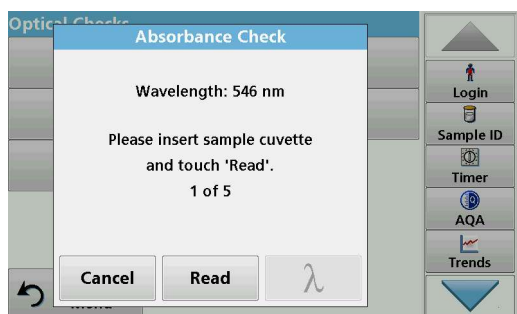 Absorbance Check
Wavelength: 546 nm
Please insert sample cuvette
and touch 'Read'.
1 of 5
Cancel
Read
λ
Login
Sample ID
Timer
AQA
Trends